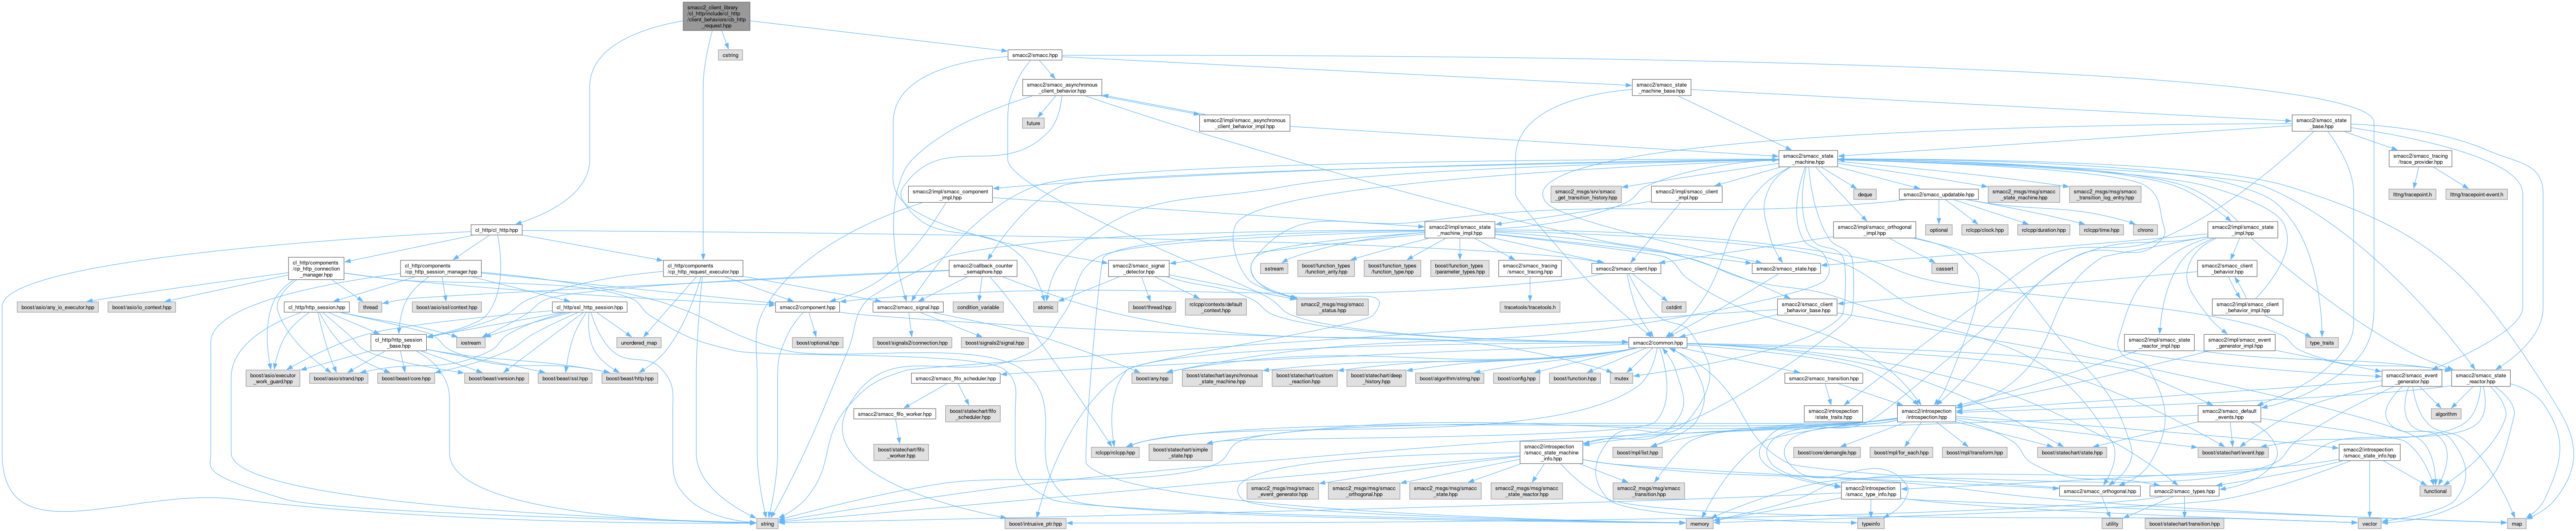 smacc2_client_library
/cl_http/include/cl_http
/client_behaviors/cb_http
_request.hpp
cstring
smacc2/smacc.hpp
smacc2/smacc_asynchronous
_client_behavior.hpp
smacc2/smacc_state
_machine_base.hpp
future
smacc2/impl/smacc_asynchronous
_client_behavior_impl.hpp
smacc2/smacc_state
_base.hpp
smacc2/smacc_state
_machine.hpp
smacc2/smacc_tracing
/trace_provider.hpp
smacc2/impl/smacc_component
_impl.hpp
smacc2_msgs/srv/smacc
_get_transition_history.hpp
smacc2/impl/smacc_client
_impl.hpp
deque
smacc2/smacc_updatable.hpp
smacc2_msgs/msg/smacc
_state_machine.hpp
smacc2_msgs/msg/smacc
_transition_log_entry.hpp
lttng/tracepoint.h
lttng/tracepoint-event.h
cl_http/cl_http.hpp
smacc2/impl/smacc_state
_machine_impl.hpp
smacc2/impl/smacc_orthogonal
_impl.hpp
optional
rclcpp/clock.hpp
rclcpp/duration.hpp
rclcpp/time.hpp
chrono
smacc2/impl/smacc_state
_impl.hpp
cl_http/components
/cp_http_connection
_manager.hpp
cl_http/components
/cp_http_session_manager.hpp
cl_http/components
/cp_http_request_executor.hpp
smacc2/callback_counter
_semaphore.hpp
smacc2/smacc_signal
_detector.hpp
sstream
boost/function_types
/function_arity.hpp
boost/function_types
/function_type.hpp
boost/function_types
/parameter_types.hpp
smacc2/smacc_tracing
/smacc_tracing.hpp
smacc2/smacc_client.hpp
smacc2/smacc_state.hpp
cassert
smacc2/smacc_client
_behavior.hpp
boost/asio/any_io_executor.hpp
boost/asio/io_context.hpp
cl_http/http_session.hpp
thread
boost/asio/ssl/context.hpp
cl_http/ssl_http_session.hpp
smacc2/component.hpp
smacc2/smacc_signal.hpp
condition_variable
atomic
boost/thread.hpp
rclcpp/contexts/default
_context.hpp
smacc2_msgs/msg/smacc
_status.hpp
tracetools/tracetools.h
cstdint
smacc2/smacc_client
_behavior_base.hpp
smacc2/impl/smacc_client
_behavior_impl.hpp
cl_http/http_session
_base.hpp
iostream
unordered_map
boost/optional.hpp
boost/signals2/connection.hpp
boost/signals2/signal.hpp
smacc2/common.hpp
smacc2/impl/smacc_state
_reactor_impl.hpp
smacc2/impl/smacc_event
_generator_impl.hpp
type_traits
boost/asio/executor
_work_guard.hpp
boost/asio/strand.hpp
boost/beast/core.hpp
boost/beast/version.hpp
boost/beast/ssl.hpp
boost/beast/http.hpp
smacc2/smacc_fifo_scheduler.hpp
boost/any.hpp
boost/statechart/asynchronous
_state_machine.hpp
boost/statechart/custom
_reaction.hpp
boost/statechart/deep
_history.hpp
boost/algorithm/string.hpp
boost/config.hpp
boost/function.hpp
mutex
smacc2/smacc_transition.hpp
smacc2/smacc_event
_generator.hpp
smacc2/smacc_state
_reactor.hpp
smacc2/smacc_fifo_worker.hpp
boost/statechart/fifo
_scheduler.hpp
smacc2/introspection
/state_traits.hpp
smacc2/introspection
/introspection.hpp
smacc2/smacc_default
_events.hpp
algorithm
boost/statechart/fifo
_worker.hpp
rclcpp/rclcpp.hpp
boost/statechart/simple
_state.hpp
smacc2/introspection
/smacc_state_machine
_info.hpp
boost/mpl/list.hpp
boost/core/demangle.hpp
boost/mpl/for_each.hpp
boost/mpl/transform.hpp
boost/statechart/state.hpp
boost/statechart/event.hpp
smacc2/introspection
/smacc_state_info.hpp
smacc2_msgs/msg/smacc
_event_generator.hpp
smacc2_msgs/msg/smacc
_orthogonal.hpp
smacc2_msgs/msg/smacc
_state.hpp
smacc2_msgs/msg/smacc
_state_reactor.hpp
smacc2_msgs/msg/smacc
_transition.hpp
smacc2/introspection
/smacc_type_info.hpp
smacc2/smacc_orthogonal.hpp
smacc2/smacc_types.hpp
functional
string
boost/intrusive_ptr.hpp
memory
typeinfo
utility
boost/statechart/transition.hpp
vector
map